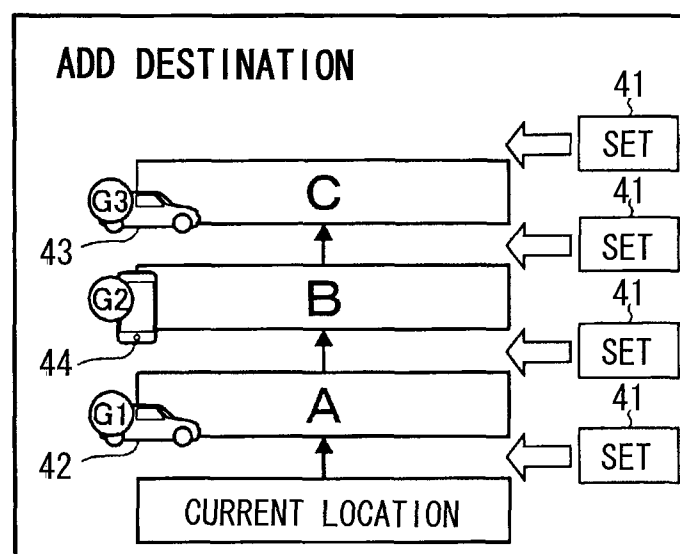 ADD DESTINATION
41
SET
G3
C
43
41
SET
G2
B
44
41
SET
G1
A
42
41
SET
CURRENT LOCATION